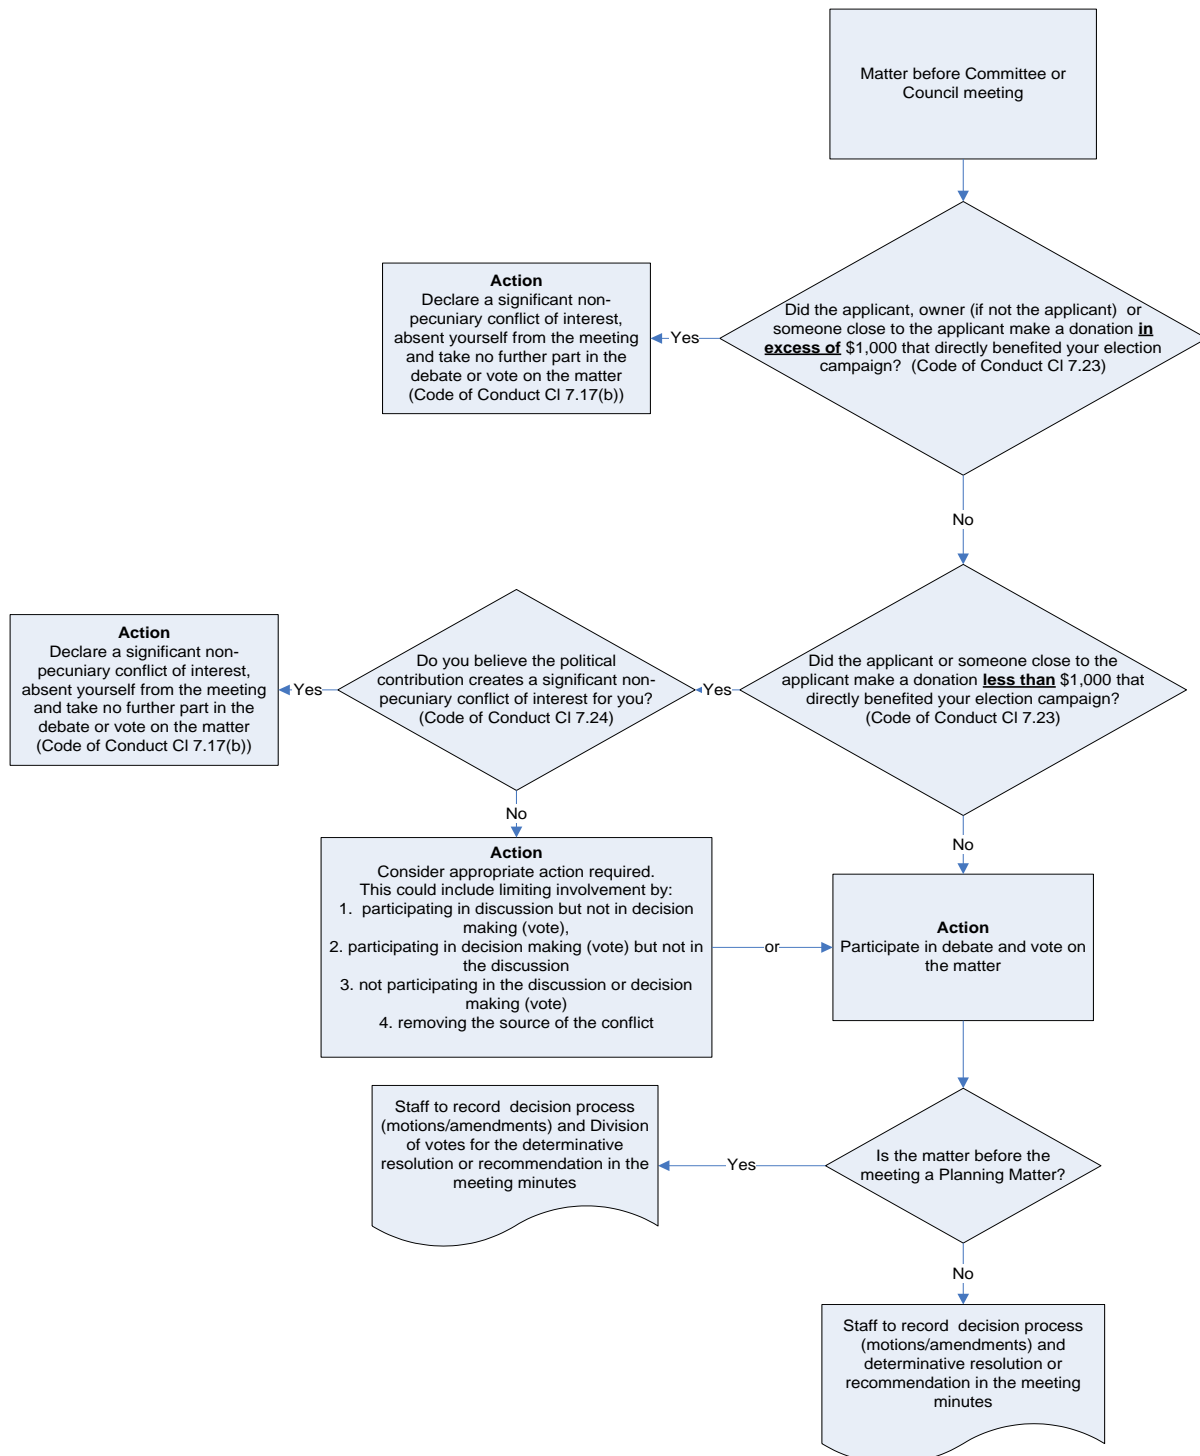 Matter before Committee or
Council meeting
Did the applicant, owner (if not the applicant)  or
someone close to the applicant make a donation in
excess of $1,000 that directly benefited your election
campaign?  (Code of Conduct Cl 7.23)
Yes
Action
Declare a significant non-
pecuniary conflict of interest,
absent yourself from the meeting
and take no further part in the
debate or vote on the matter
(Code of Conduct Cl 7.17(b))
No
Did the applicant or someone close to the
applicant make a donation less than $1,000 that
directly benefited your election campaign?
(Code of Conduct Cl 7.23)
Yes
Do you believe the political
contribution creates a significant non-
pecuniary conflict of interest for you?
(Code of Conduct Cl 7.24)
Yes
Action
Declare a significant non-
pecuniary conflict of interest,
absent yourself from the meeting
and take no further part in the
debate or vote on the matter
(Code of Conduct Cl 7.17(b))
No
Action
Consider appropriate action required.
This could include limiting involvement by:
1.  participating in discussion but not in decision
making (vote),
2. participating in decision making (vote) but not in
the discussion
3. not participating in the discussion or decision
making (vote)
4. removing the source of the conflict
or
No
Action
Participate in debate and vote on
the matter
Is the matter before the
meeting a Planning Matter?
Yes
Staff to record  decision process
(motions/amendments) and Division
of votes for the determinative
resolution or recommendation in the
meeting minutes
No
Staff to record  decision process
(motions/amendments) and
determinative resolution or
recommendation in the meeting
minutes